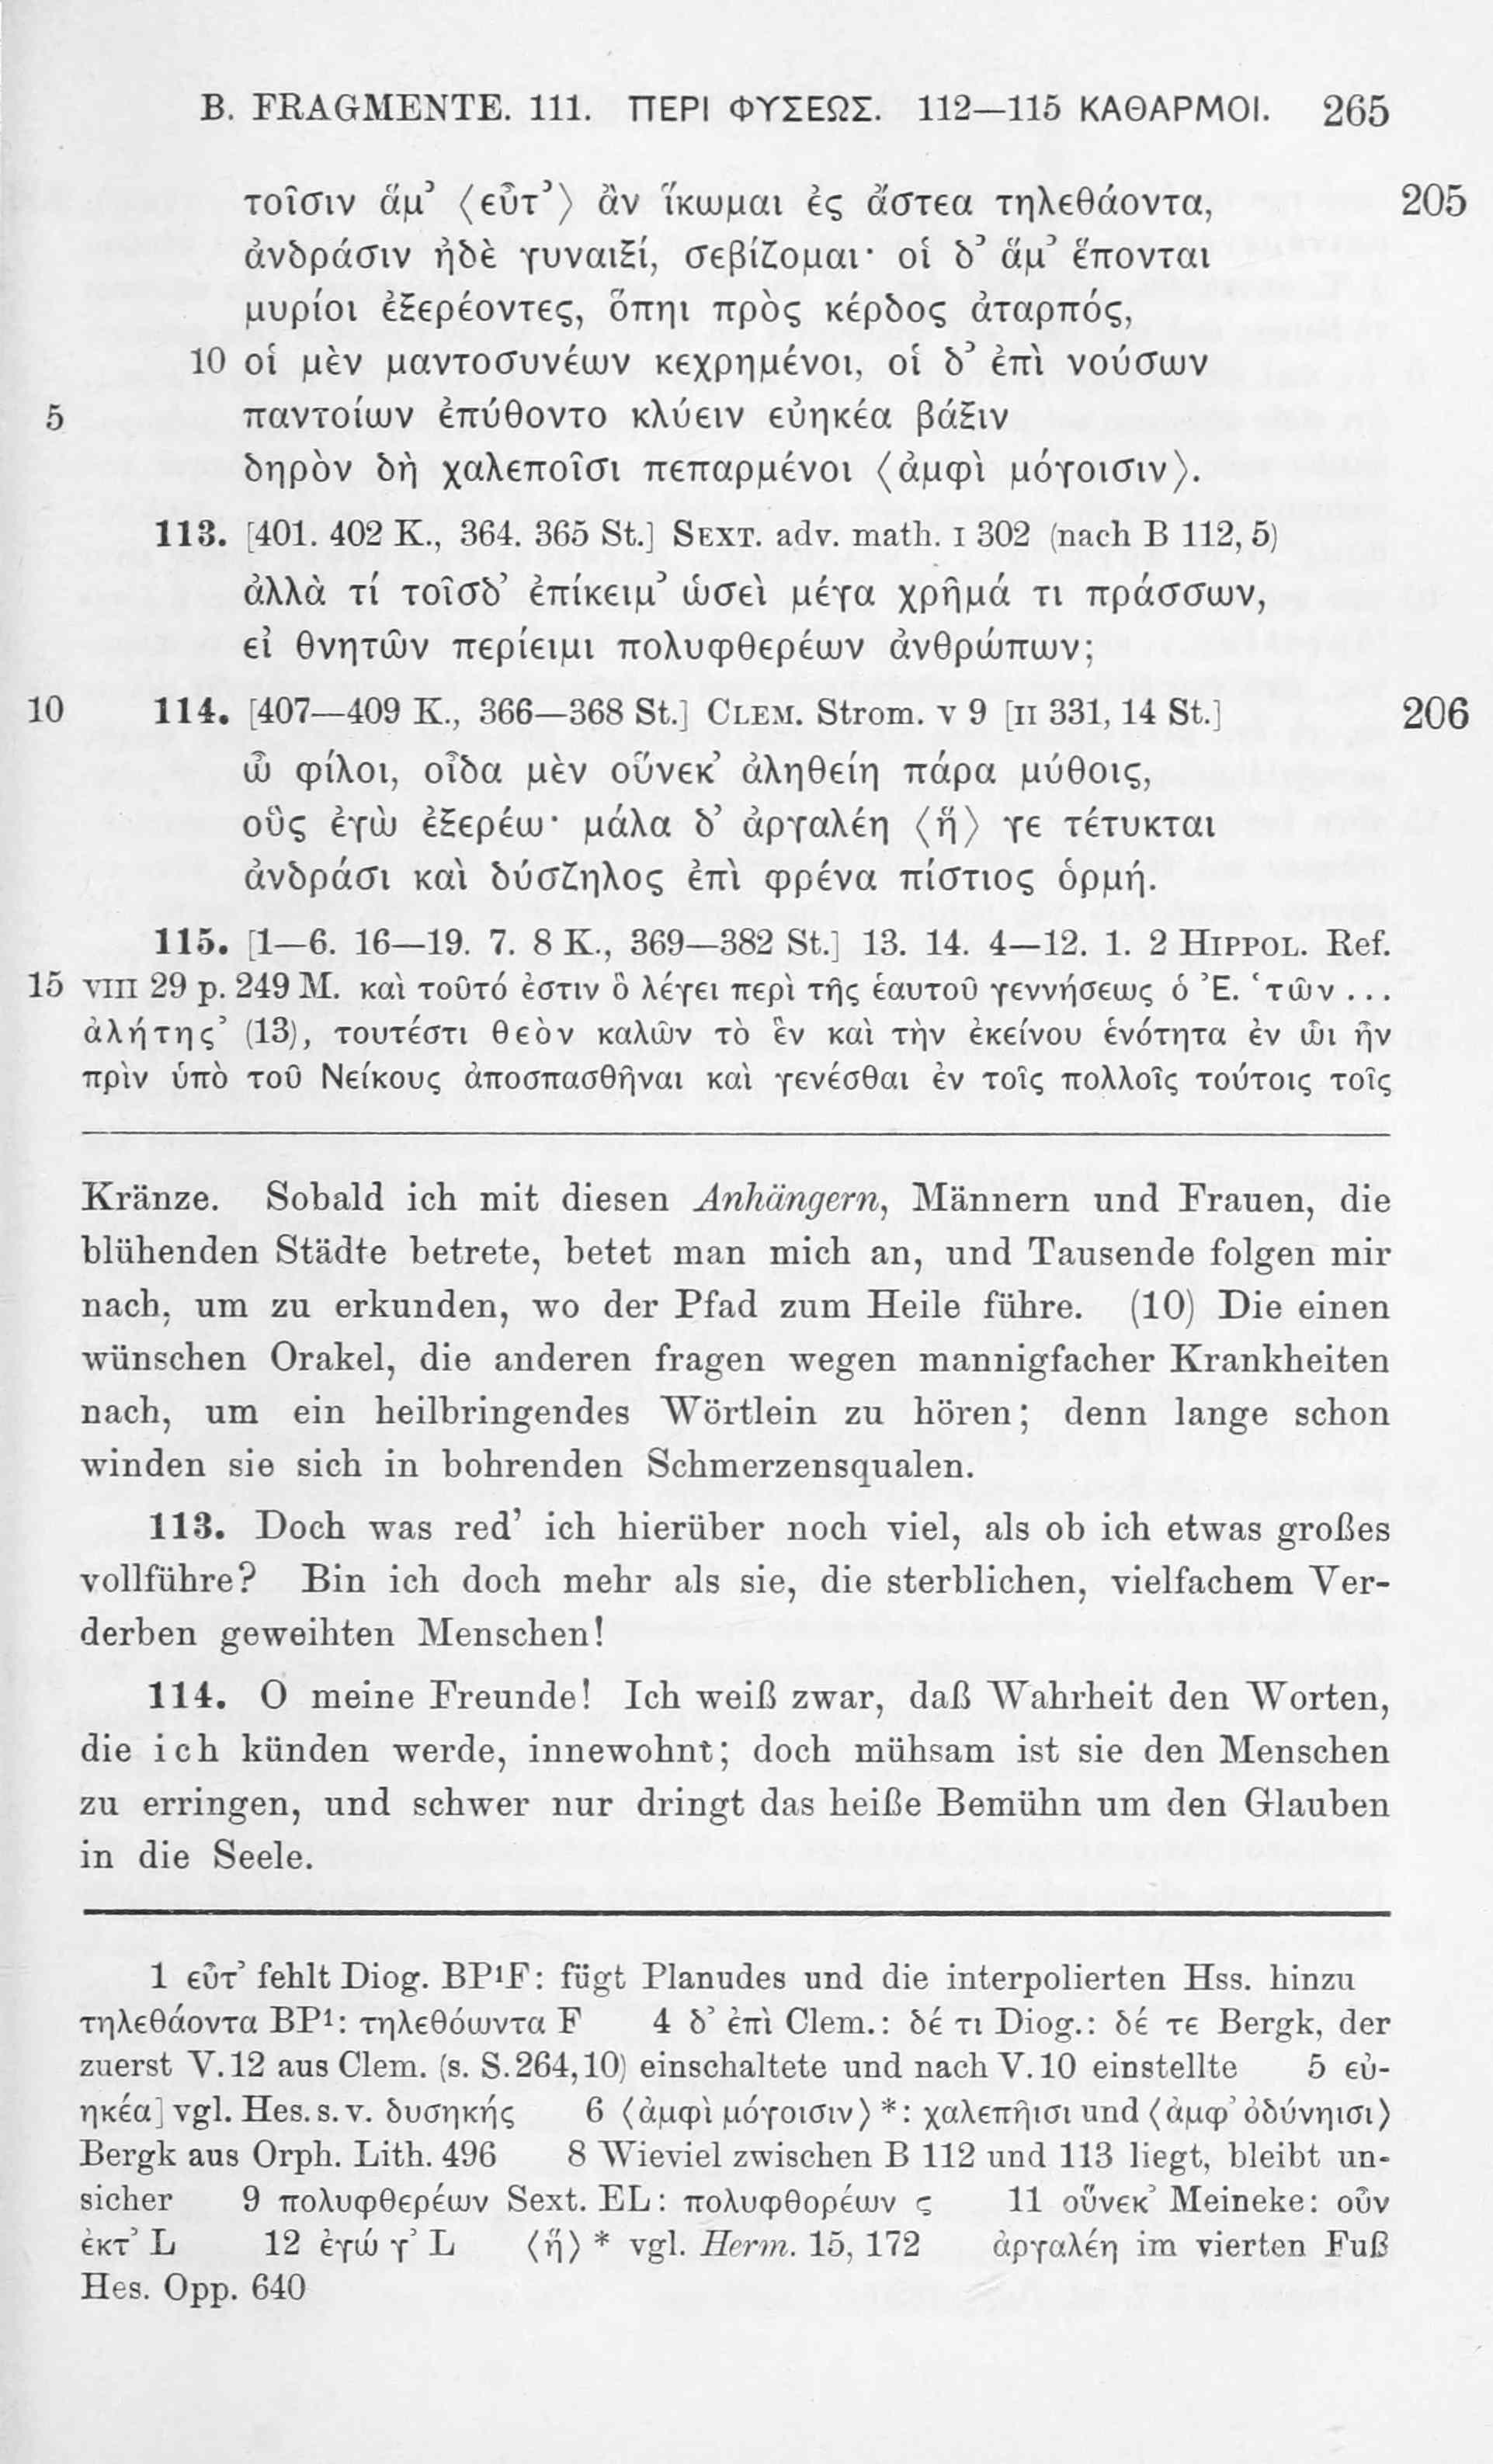 B. FRAGMENTE. 111. ΠΕΡΙ ΦΥΣΕΩΣ. 112—115 ΚΑΘΑΡΜΟΙ. 265
τοῖσιν ἅμ’ ⟨εὖτ’⟩ ἂν ἵκωμαι ἐς ἄστεα τηλεθάοντα, 205
ἀνδράσιν ἠδὲ γυναιξί, σεβίζομαι· οἱ δ’ ἅμ’ ἕπονται
μυρίοι ἐξερέοντες, ὅπηι πρὸς κέρδος ἀταρπός,
10 οἱ μὲν μαντοσυνέων κεχρημένοι, οἱ δ’ ἐπὶ νούσων
5 παντοίων ἐπύθοντο κλύειν εὐηκέα βάξιν
δηρὸν δὴ χαλεποῖσι πεπαρμένοι ⟨ἀμφὶ μόγοισιν⟩.
113. [401. 402 K., 364. 365 St.] SEXT. adv. math. I 302 (nach B 112, 5)
ἀλλὰ τί τοῖσδ’ ἐπίκειμ’ ὡσεὶ μέγα χρῆμά τι πράσσων,
εἰ θνητῶν περίειμι πολυφθερέων ἀνθρώπων;
10 114. [407—409 K., 366—368 St.] CLEM. Strom. V 9 [II 331, 14 St.] 206
ὦ φίλοι, οἶδα μὲν οὕνεκ’ ἀληθείη πάρα μύθοις,
οὓς ἐγὼ ἐξερέω· μάλα δ’ ἀργαλέη ⟨ἥ⟩ γε τέτυκται
ἀνδράσι καὶ δύσζηλος ἐπὶ φρένα πίστιος ὁρμή.
115. [1—6. 16—19. 7. 8 K., 369—382 St.] 13. 14. 4—12. 1. 2 HIPPOL. Ref.
15 VIII 29 p. 249 M. καὶ τοῦτό ἐστιν ὃ λέγει περὶ τῆς ἑαυτοῦ γεννήσεως ὁ Ἐ. ‘τῶν ...
ἀλήτης’ (13), τουτέστι θεὸν καλῶν τὸ ἓν καὶ τὴν ἐκείνου ἑνότητα ἐν ὧι ἦν
πρὶν ὑπὸ τοῦ Νείκους ἀποσπασθῆναι καὶ γενέσθαι ἐν τοῖς πολλοῖς τούτοις τοῖς
Kränze. Sobald ich mit diesen Anhängern, Männern und Frauen, die
blühenden Städte betrete, betet man mich an, und Tausende folgen mir
nach, um zu erkunden, wo der Pfad zum Heile führe. (10) Die einen
wünschen Orakel, die anderen fragen wegen mannigfacher Krankheiten
nach, um ein heilbringendes Wörtlein zu hören; denn lange schon
winden sie sich in bohrenden Schmerzensqualen.
113. Doch was red’ ich hierüber noch viel, als ob ich etwas großes
vollführe? Bin ich doch mehr als sie, die sterblichen, vielfachem Ver-
derben geweihten Menschen!
114. O meine Freunde! Ich weiß zwar, daß Wahrheit den Worten,
die ich künden werde, innewohnt; doch mühsam ist sie den Menschen
zu erringen, und schwer nur dringt das heiße Bemühn um den Glauben
in die Seele.
1 εὖτ’ fehlt Diog. BP¹F: fügt Planudes und die interpolierten Hss. hinzu
τηλεθάοντα BP¹: τηλεθόωντα F 4 δ’ ἐπὶ Clem.: δέ τι Diog.: δέ τε Bergk, der
zuerst V. 12 aus Clem. (s. S. 264, 10) einschaltete und nach V. 10 einstellte 5 εὐ-
ηκέα] vgl. Hes. s. v. δυσηκής 6 ⟨ἀμφὶ μόγοισιν⟩ *: χαλεπῆισι und ⟨ἀμφ’ ὀδύνηισι⟩
Bergk aus Orph. Lith. 496 8 Wieviel zwischen B 112 und 113 liegt, bleibt un-
sicher 9 πολυφθερέων Sext. EL: πολυφθορέων ς 11 οὕνεκ’ Meineke: οὖν
ἐκτ’ L 12 ἐγώ γ’ L ⟨ἥ⟩ * vgl. Herm. 15, 172 ἀργαλέη im vierten Fuß
Hes. Opp. 640